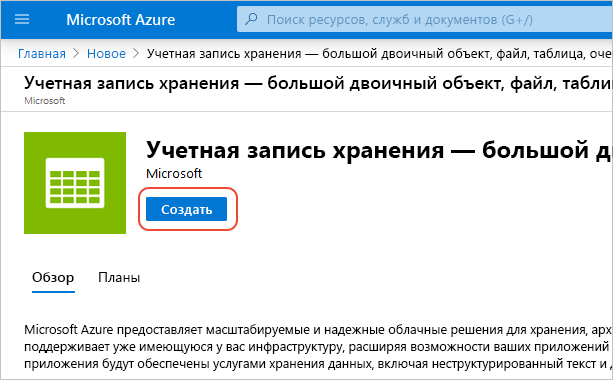 Microsoft Azure
Поиск ресурсов, служб и документов (G+/)
Главная > Новое > Учетная запись хранения — большой двоичный объект, файл, таблица, оче
Учетная запись хранения — большой двоичный объект, файл, табли
Microsoft
Учетная запись хранения — большой д
Microsoft
Создать
Обзор Планы
Microsoft Azure предоставляет масштабируемые и надежные облачные решения для хранения, арх
поддерживает уже имеющуюся у вас инфраструктуру, расширяя возможности ваших приложений
приложения будут обеспечены услугами хранения данных, включая неструктурированный текст и